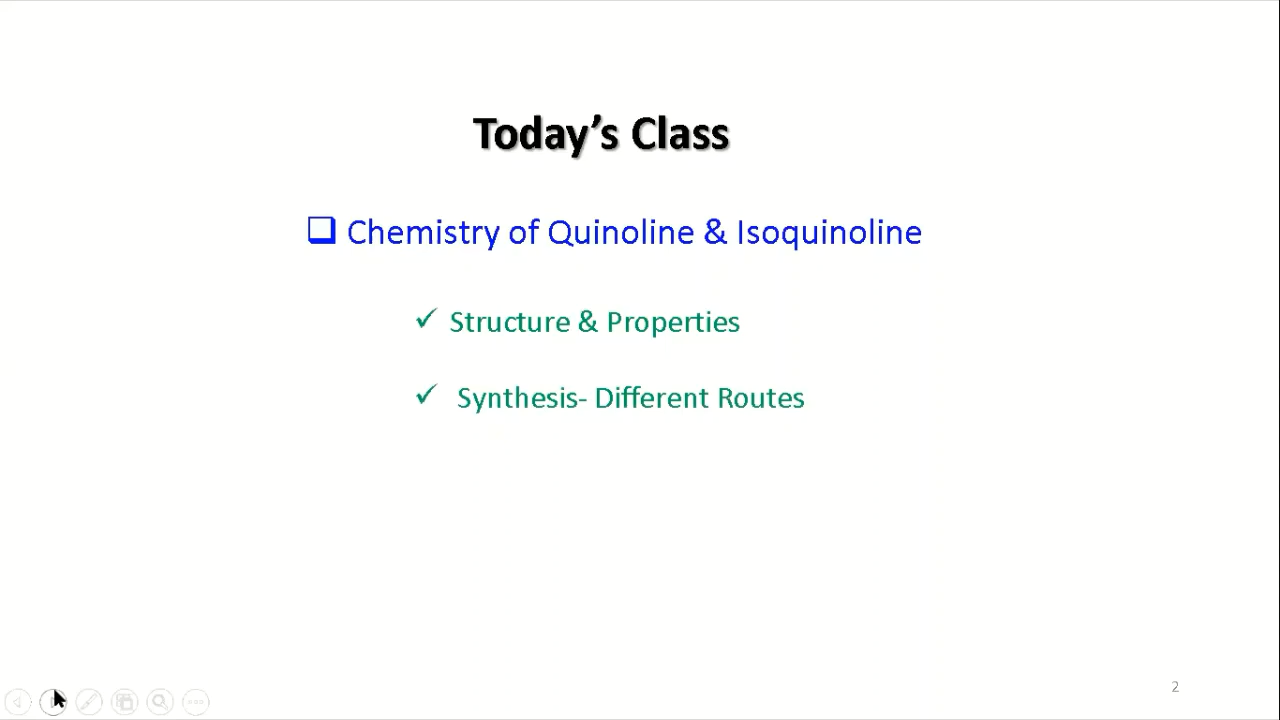 Today’s Class
❑ Chemistry of Quinoline & Isoquinoline
✓ Structure & Properties
✓ Synthesis- Different Routes
2